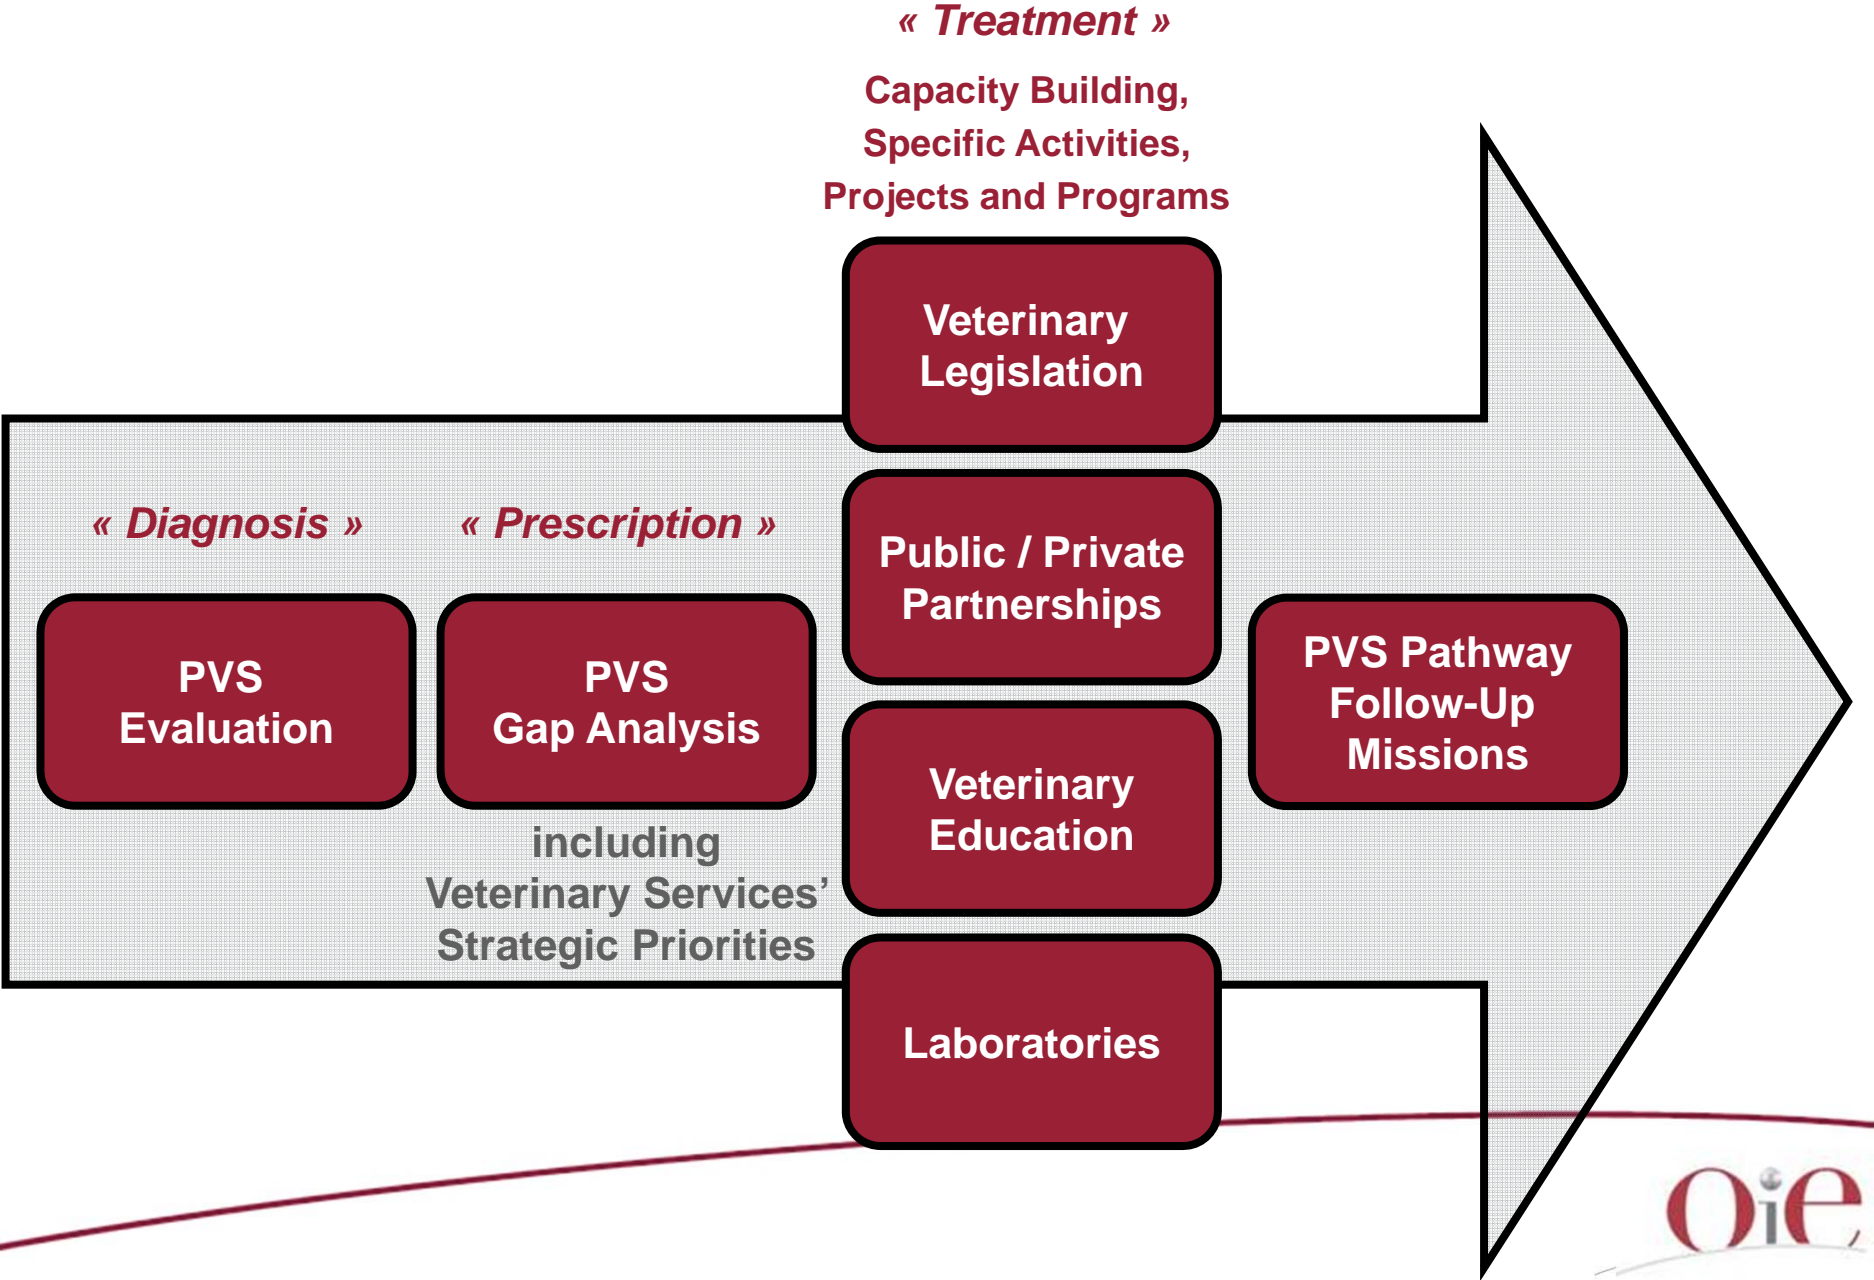 « Treatment »
Capacity Building,
Specific Activities,
Projects and Programs
Veterinary
Legislation
« Diagnosis »
« Prescription »
Public / Private
Partnerships
PVS
Evaluation
PVS
Gap Analysis
including
Veterinary Services’
Strategic Priorities
Veterinary
Education
Laboratories
PVS Pathway
Follow-Up
Missions
oie